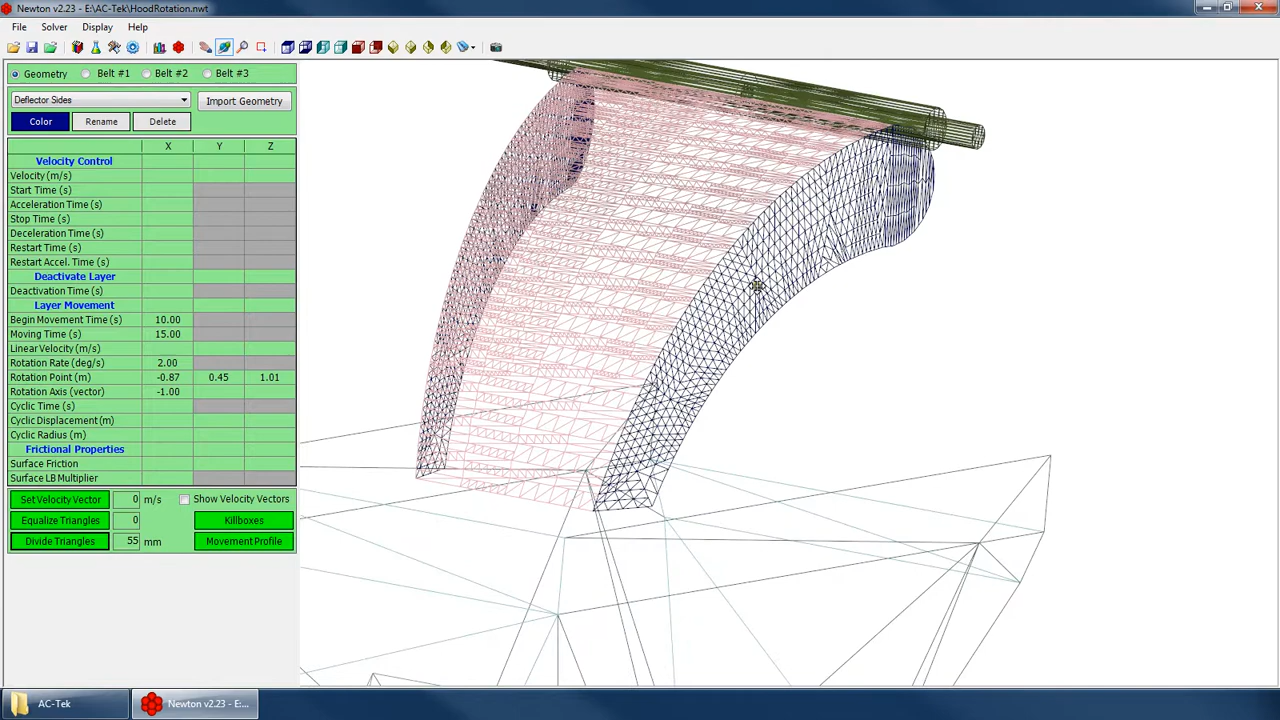 Newton v2.23 - E:\AC-Tek\HoodRotation.nwt
File Solver Display Help
Geometry Belt #1 Belt #2 Belt #3
Deflector Sides Import Geometry
Color Rename Delete
X Y Z
Velocity Control
Velocity (m/s)
Start Time (s)
Acceleration Time (s)
Stop Time (s)
Deceleration Time (s)
Restart Time (s)
Restart Accel. Time (s)
Deactivate Layer
Deactivation Time (s)
Layer Movement
Begin Movement Time (s) 10.00
Moving Time (s) 15.00
Linear Velocity (m/s)
Rotation Rate (deg/s) 2.00
Rotation Point (m) -0.87 0.45 1.01
Rotation Axis (vector) -1.00
Cyclic Time (s)
Cyclic Displacement (m)
Cyclic Radius (m)
Frictional Properties
Surface Friction
Surface LB Multiplier
Set Velocity Vector 0 m/s Show Velocity Vectors
Equalize Triangles 0 Killboxes
Divide Triangles 55 mm Movement Profile
AC-Tek Newton v2.23 - E:...